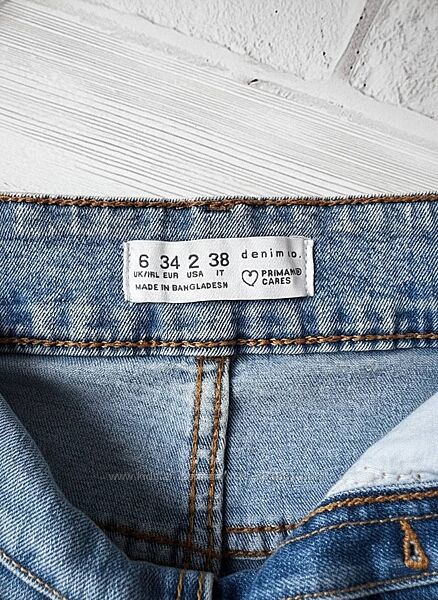 6 34 2 38 denim co.
UK/IRL EUR USA IT
PRIMARK
CARES
MADE IN BANGLADESH